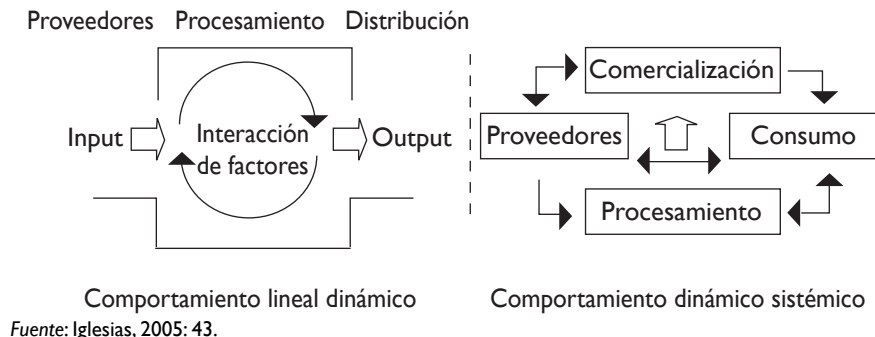 Proveedores Procesamiento Distribución
Input
Interacción
de factores
Output
Comportamiento lineal dinámico
Comercialización
Proveedores
Consumo
Procesamiento
Comportamiento dinámico sistémico
Fuente: Iglesias, 2005: 43.